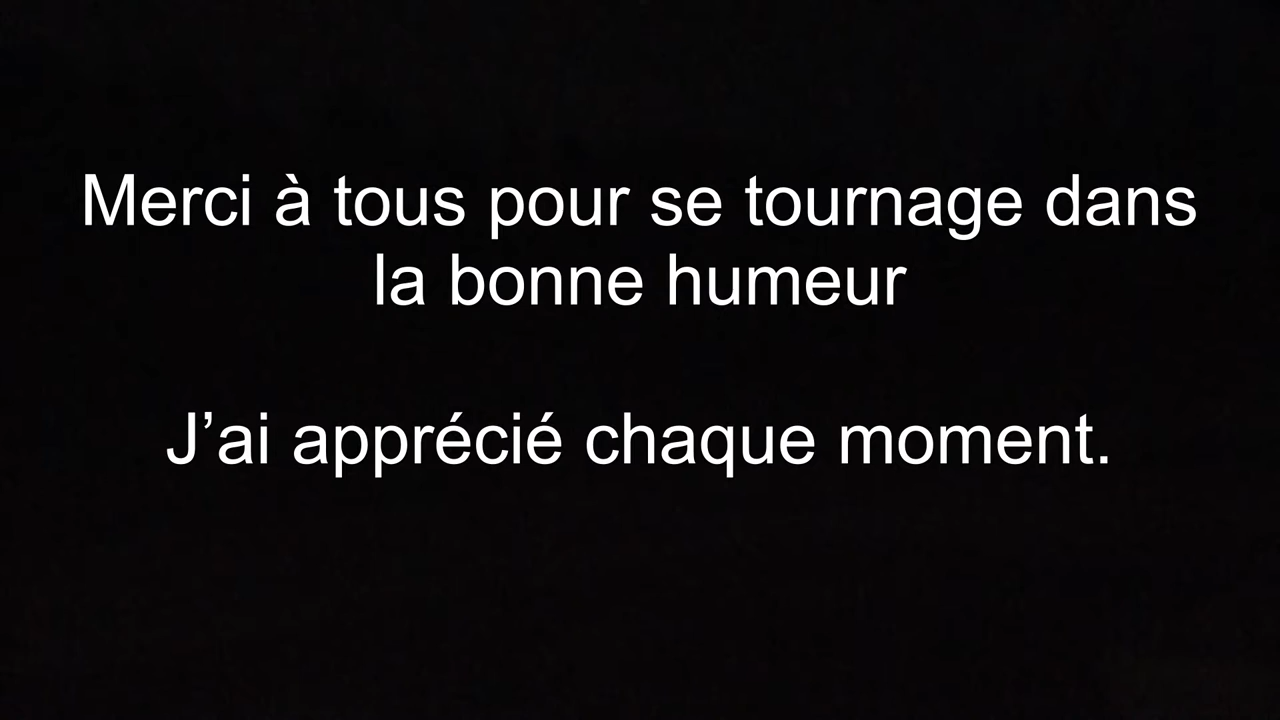 Merci à tous pour se tournage dans
la bonne humeur
J’ai apprécié chaque moment.